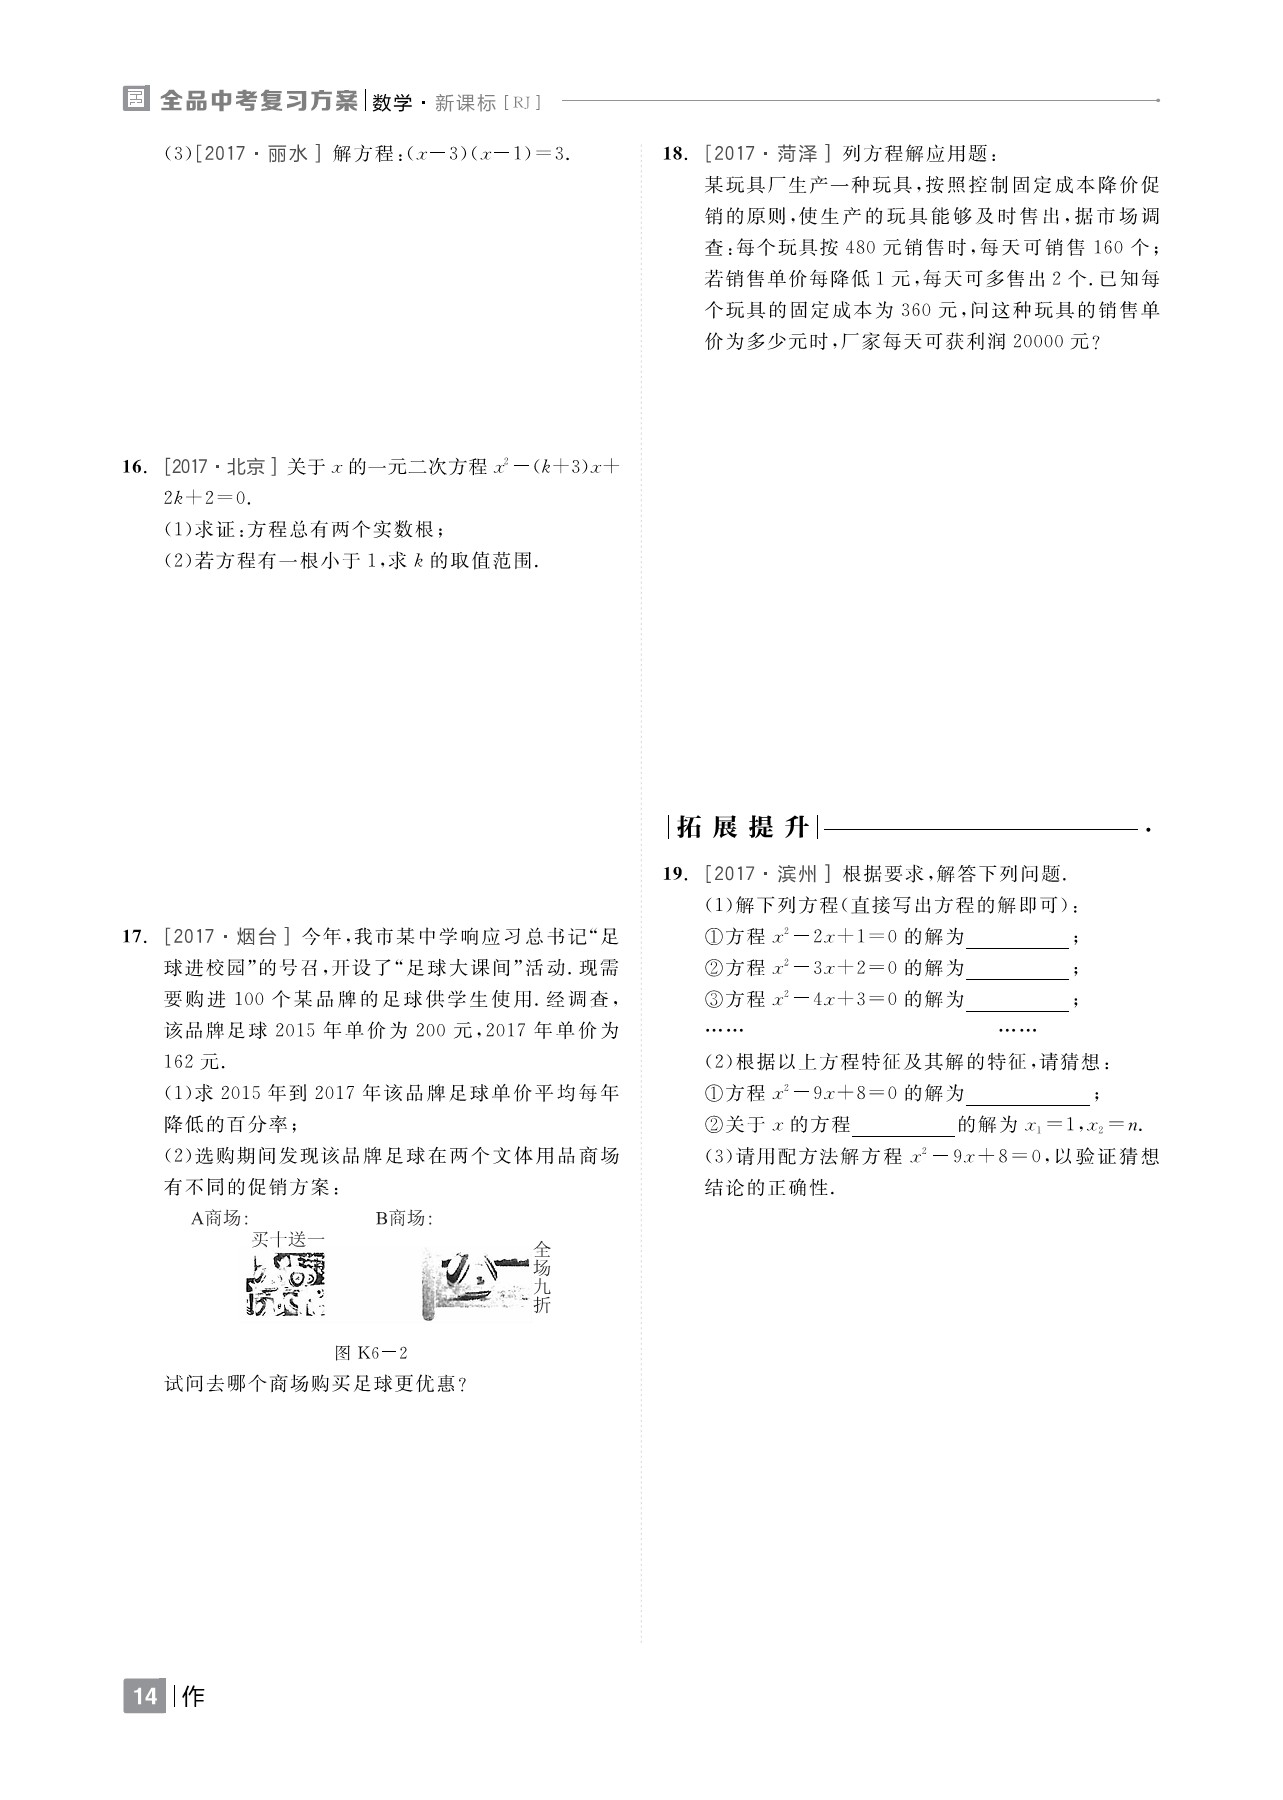 全品中考复习方案 数学·新课标[RJ]
(3)[2017·丽水] 解方程:(x-3)(x-1)=3.
16. [2017·北京] 关于 x 的一元二次方程 x²-(k+3)x+
2k+2=0.
(1)求证:方程总有两个实数根;
(2)若方程有一根小于 1,求 k 的取值范围.
17. [2017·烟台] 今年,我市某中学响应习总书记“足
球进校园”的号召,开设了“足球大课间”活动. 现需
要购进 100 个某品牌的足球供学生使用. 经调查,
该品牌足球 2015 年单价为 200 元,2017 年单价为
162 元.
(1)求 2015 年到 2017 年该品牌足球单价平均每年
降低的百分率;
(2)选购期间发现该品牌足球在两个文体用品商场
有不同的促销方案:
A商场: B商场:
买十送一
全场九折
图 K6-2
试问去哪个商场购买足球更优惠?
18. [2017·菏泽] 列方程解应用题:
某玩具厂生产一种玩具,按照控制固定成本降价促
销的原则,使生产的玩具能够及时售出,据市场调
查:每个玩具按 480 元销售时,每天可销售 160 个;
若销售单价每降低 1 元,每天可多售出 2 个. 已知每
个玩具的固定成本为 360 元,问这种玩具的销售单
价为多少元时,厂家每天可获利润 20000 元?
拓展提升
19. [2017·滨州] 根据要求,解答下列问题.
(1)解下列方程(直接写出方程的解即可):
①方程 x²-2x+1=0 的解为________;
②方程 x²-3x+2=0 的解为________;
③方程 x²-4x+3=0 的解为________;
…… ……
(2)根据以上方程特征及其解的特征,请猜想:
①方程 x²-9x+8=0 的解为__________;
②关于 x 的方程________的解为 x₁=1,x₂=n.
(3)请用配方法解方程 x²-9x+8=0,以验证猜想
结论的正确性.
14 作